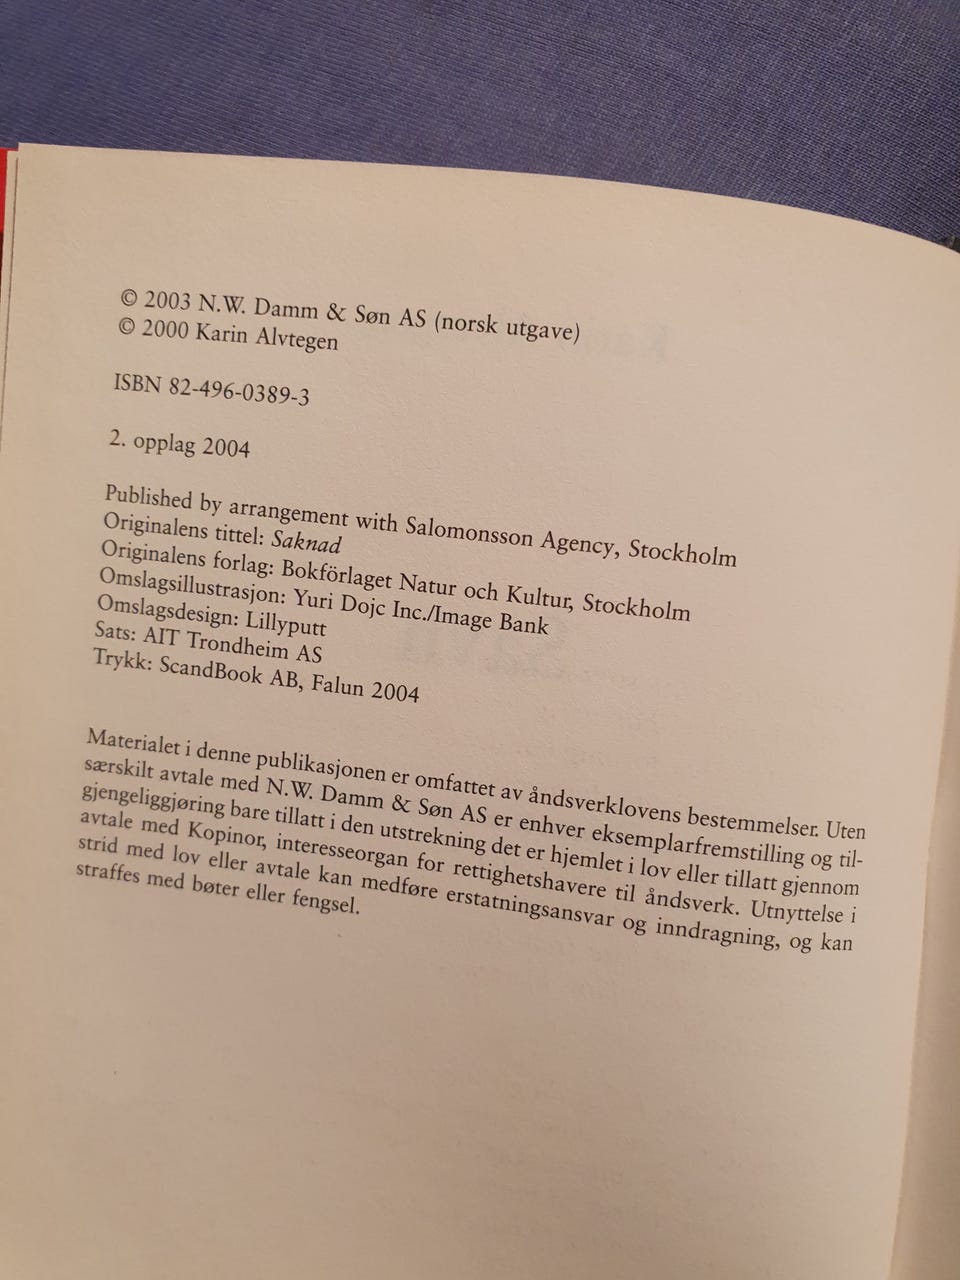 © 2003 N.W. Damm & Søn AS (norsk utgave)
© 2000 Karin Alvtegen
ISBN 82-496-0389-3
2. opplag 2004
Published by arrangement with Salomonsson Agency, Stockholm
Originalens tittel: Saknad
Originalens forlag: Bokförlaget Natur och Kultur, Stockholm
Omslagsillustrasjon: Yuri Dojc Inc./Image Bank
Omslagsdesign: Lillyputt
Sats: AIT Trondheim AS
Trykk: ScandBook AB, Falun 2004
Materialet i denne publikasjonen er omfattet av åndsverklovens bestemmelser. Uten
særskilt avtale med N.W. Damm & Søn AS er enhver eksemplarfremstilling og til-
gjengeliggjøring bare tillatt i den utstrekning det er hjemlet i lov eller tillatt gjennom
avtale med Kopinor, interesseorgan for rettighetshavere til åndsverk. Utnyttelse i
strid med lov eller avtale kan medføre erstatningsansvar og inndragning, og kan
straffes med bøter eller fengsel.